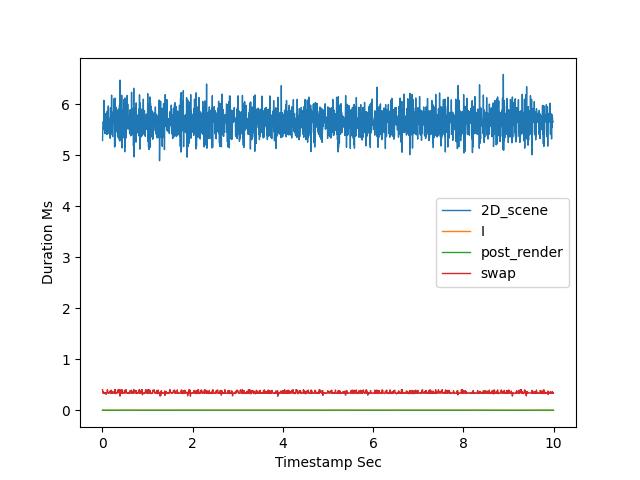 6
5
4
3
2
1
0
Duration Ms
2D_scene
I
post_render
swap
0 2 4 6 8 10
Timestamp Sec